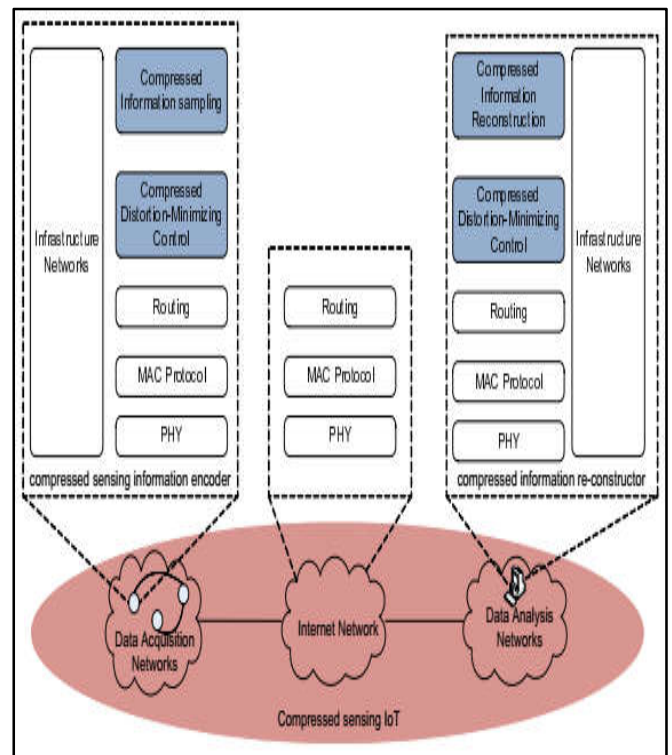 Infrastructure
Networks
Compressed
Information sampling
Compressed
Distortion-Minimizing
Control
Routing
MAC Protocol
PHY
compressed sensing information encoder
Routing
MAC Protocol
PHY
Compressed
Information
Reconstruction
Compressed
Distortion-Minimizing
Control
Routing
MAC Protocol
PHY
Infrastructure
Networks
compressed information re-constructor
Data Acquisition
Networks
Internet Network
Data Analysis
Networks
Compressed sensing IoT